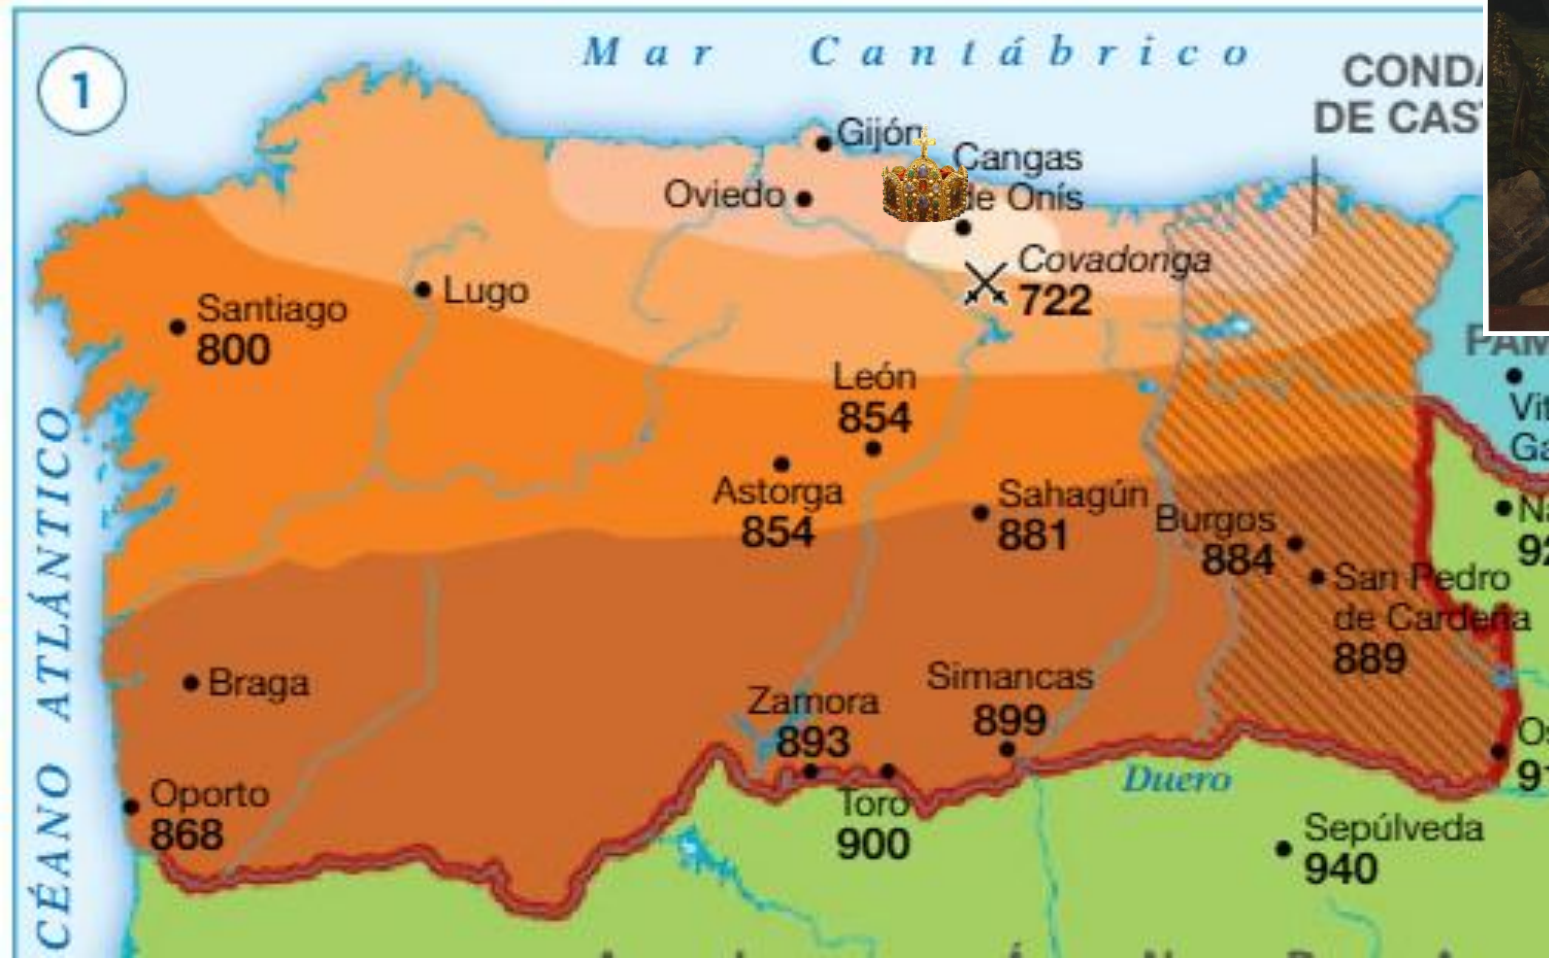 1
Mar Cantábrico
Gijón
Cangas
de Onís
Oviedo
Covadonga
722
Lugo
Santiago
800
León
854
Astorga
854
Sahagún
881
Burgos
884
San Pedro
de Cardeña
889
Braga
Zamora
893
Simancas
899
Oporto
868
Toro
900
Duero
Sepúlveda
940
CÉANO ATLÁNTICO